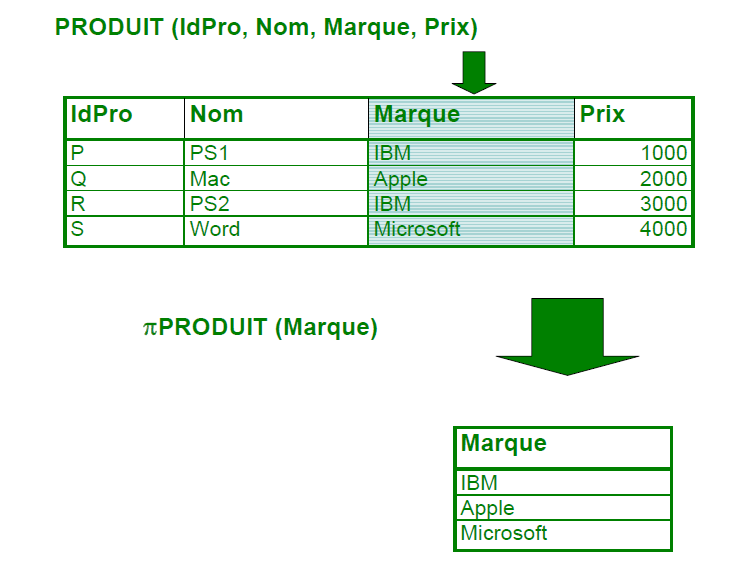 PRODUIT (IdPro, Nom, Marque, Prix)
IdPro Nom Marque Prix
P PS1 IBM 1000
Q Mac Apple 2000
R PS2 IBM 3000
S Word Microsoft 4000
πPRODUIT (Marque)
Marque
IBM
Apple
Microsoft